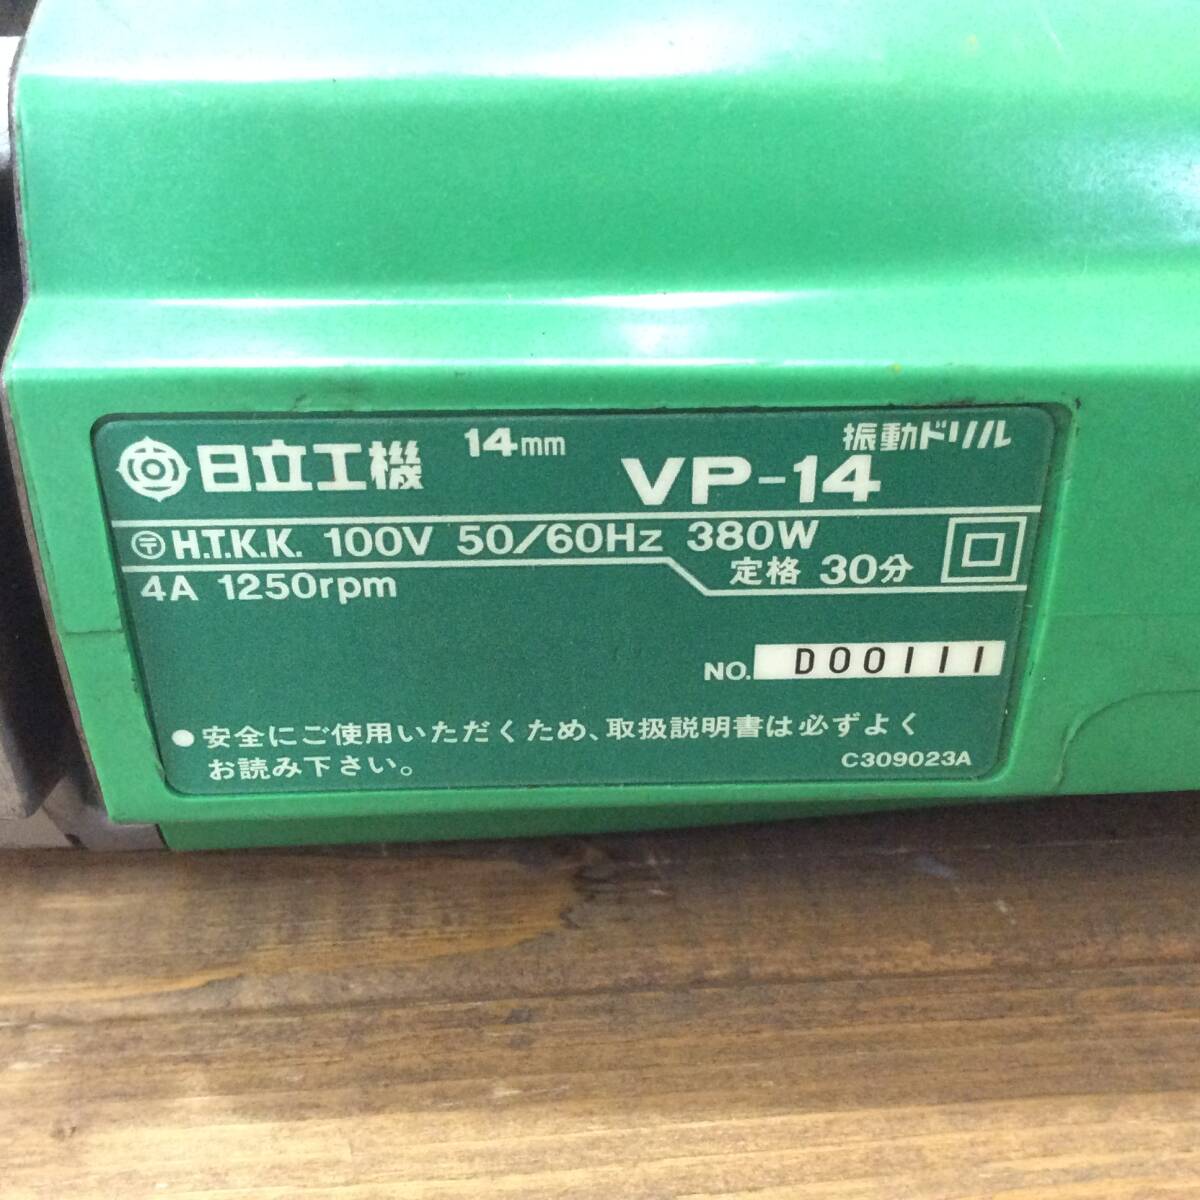 日立工機 14mm 振動ドリル
VP-14
〒 H.T.K.K. 100V 50/60Hz 380W
定格 30分
4A 1250rpm
NO. D00111
●安全にご使用いただくため、取扱説明書は必ずよく
お読み下さい。
C309023A